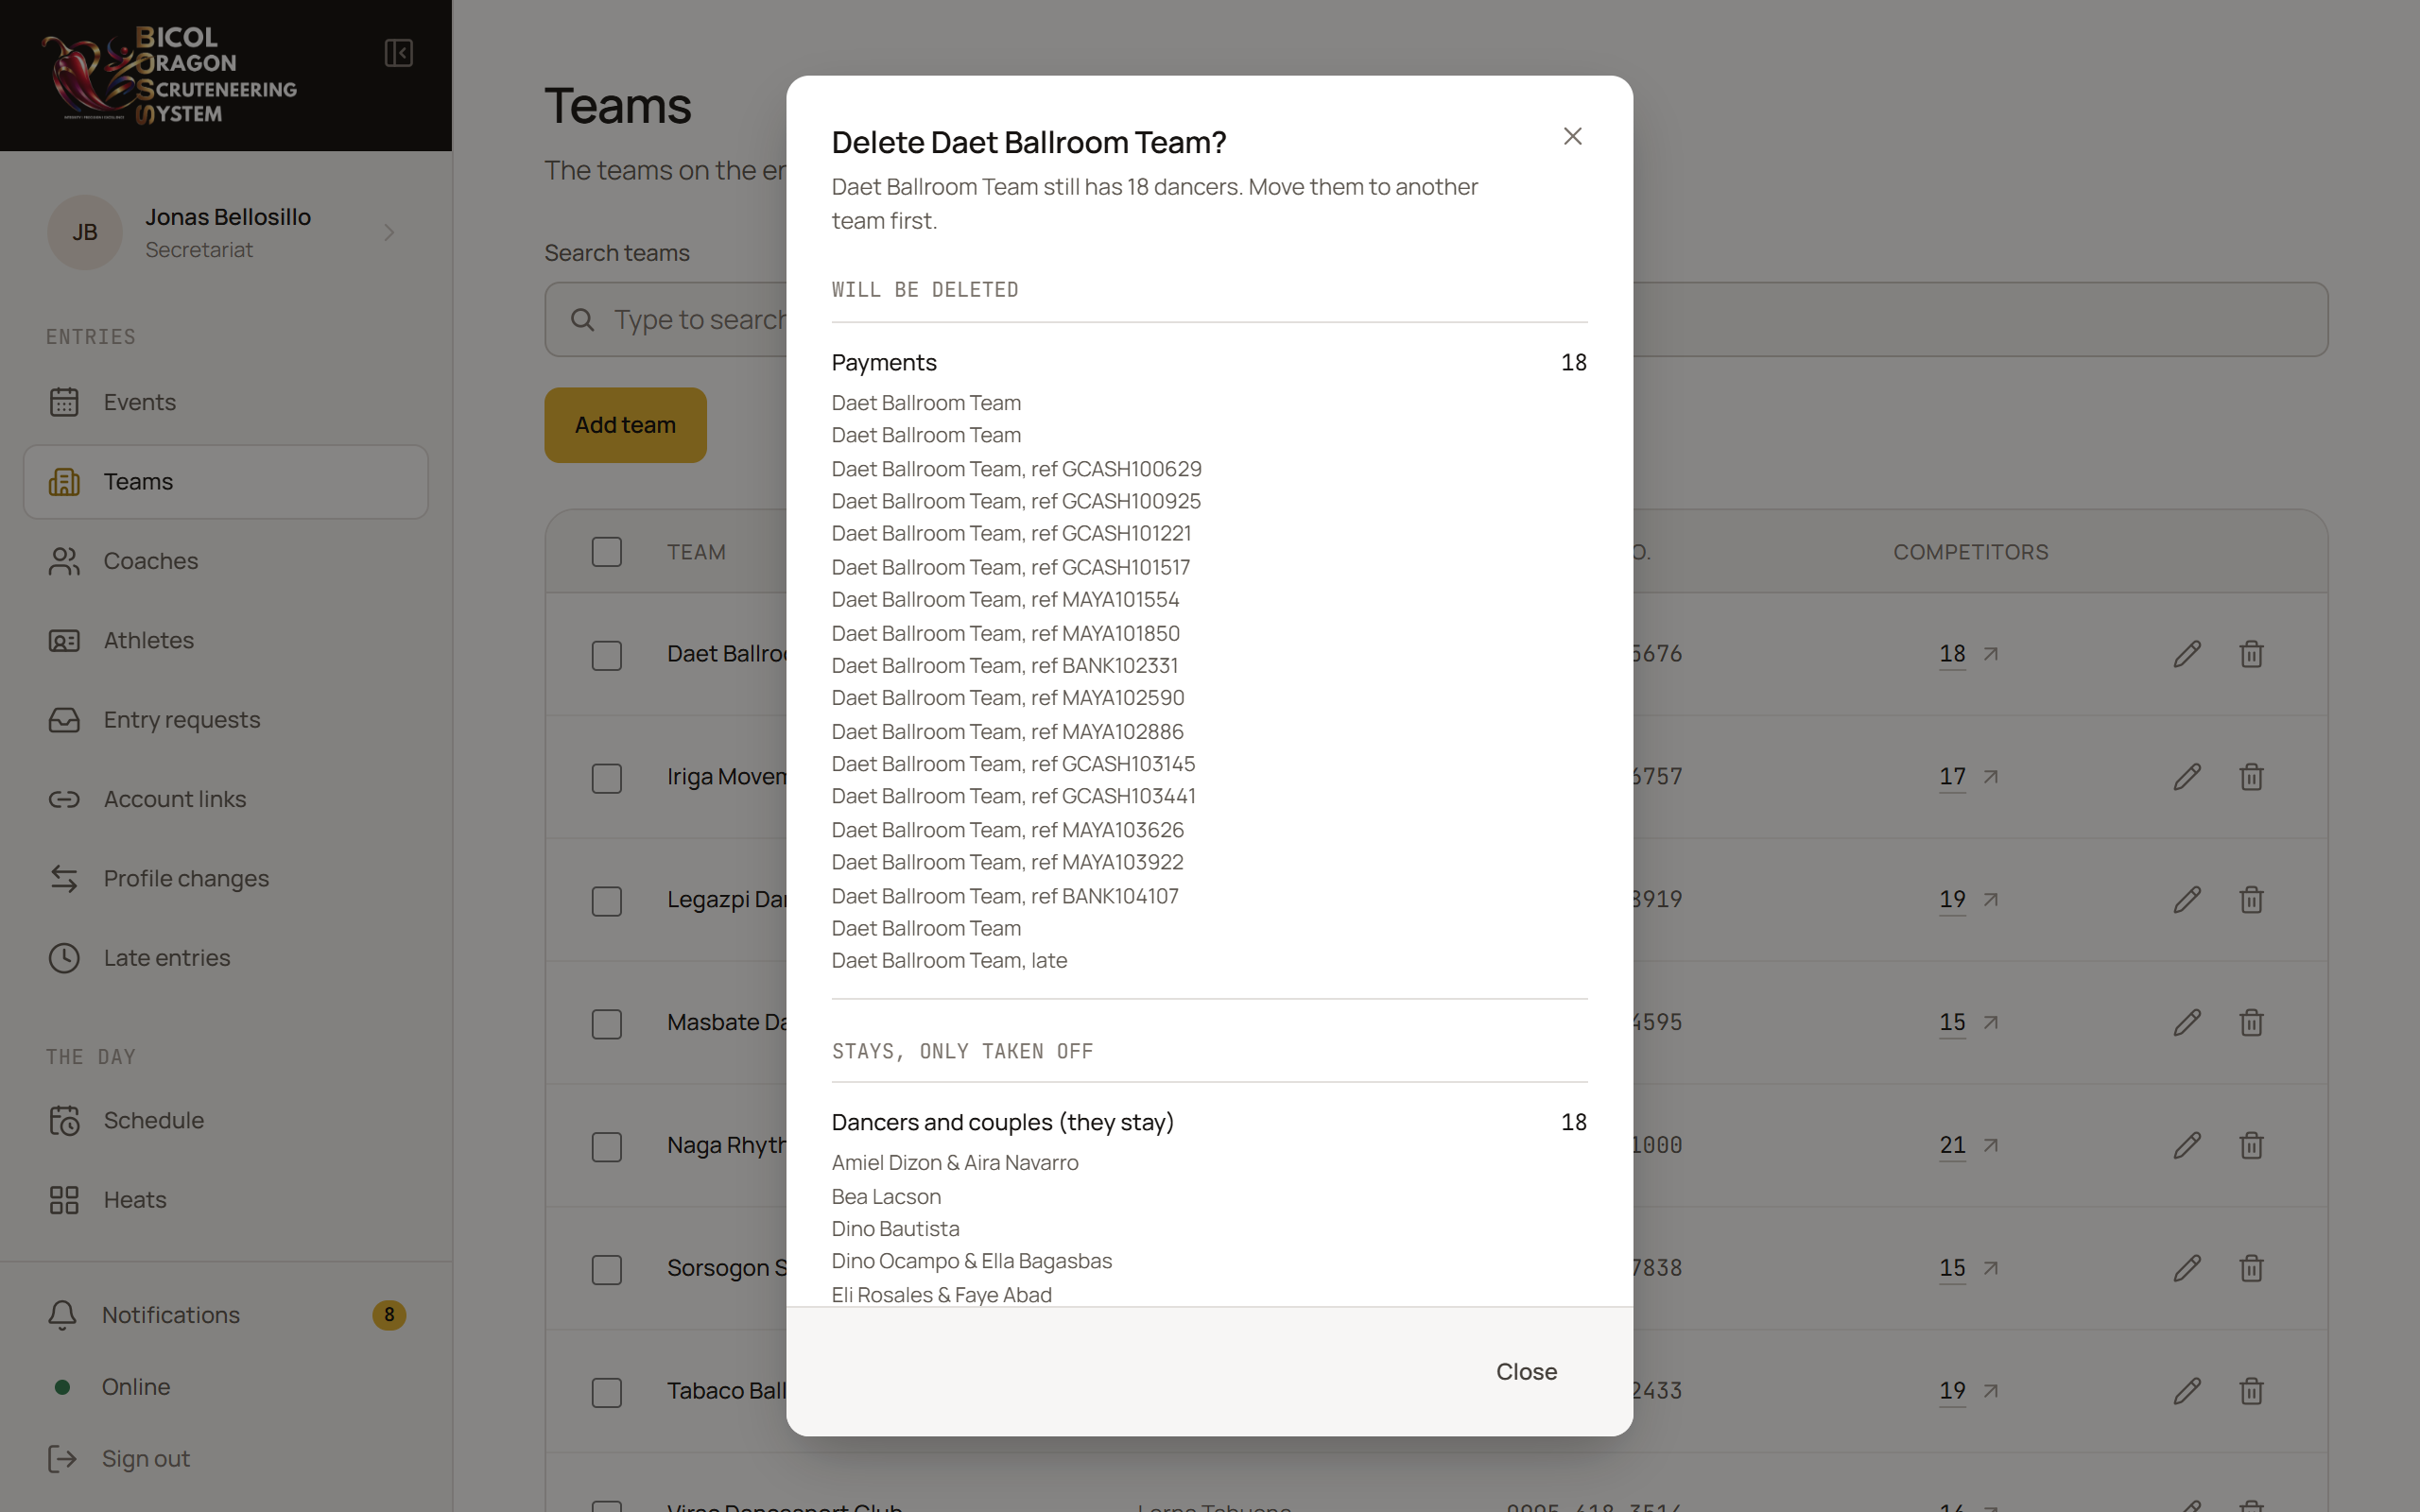 BICOL
DRAGON
SCRUTENEERING
SYSTEM
JB
Jonas Bellosillo
Secretariat
ENTRIES
Events
Teams
Coaches
Athletes
Entry requests
Account links
Profile changes
Late entries
THE DAY
Schedule
Heats
Notifications
8
Online
Sign out
Teams
The teams on the
Search teams
Type to search
Add team
TEAM
O.
COMPETITORS
Daet
5676
18
Iriga
6757
17
Legazpi
8919
19
Masbate
4595
15
Naga
1000
21
Sorsogon
7838
15
Tabaco
2433
19
Delete Daet Ballroom Team?
Daet Ballroom Team still has 18 dancers. Move them to another
team first.
WILL BE DELETED
Payments
18
Daet Ballroom Team
Daet Ballroom Team
Daet Ballroom Team, ref GCASH100629
Daet Ballroom Team, ref GCASH100925
Daet Ballroom Team, ref GCASH101221
Daet Ballroom Team, ref GCASH101517
Daet Ballroom Team, ref MAYA101554
Daet Ballroom Team, ref MAYA101850
Daet Ballroom Team, ref BANK102331
Daet Ballroom Team, ref MAYA102590
Daet Ballroom Team, ref MAYA102886
Daet Ballroom Team, ref GCASH103145
Daet Ballroom Team, ref GCASH103441
Daet Ballroom Team, ref MAYA103626
Daet Ballroom Team, ref MAYA103922
Daet Ballroom Team, ref BANK104107
Daet Ballroom Team
Daet Ballroom Team, late
STAYS, ONLY TAKEN OFF
Dancers and couples (they stay)
18
Amiel Dizon & Aira Navarro
Bea Lacson
Dino Bautista
Dino Ocampo & Ella Bagasbas
Eli Rosales & Faye Abad
Close